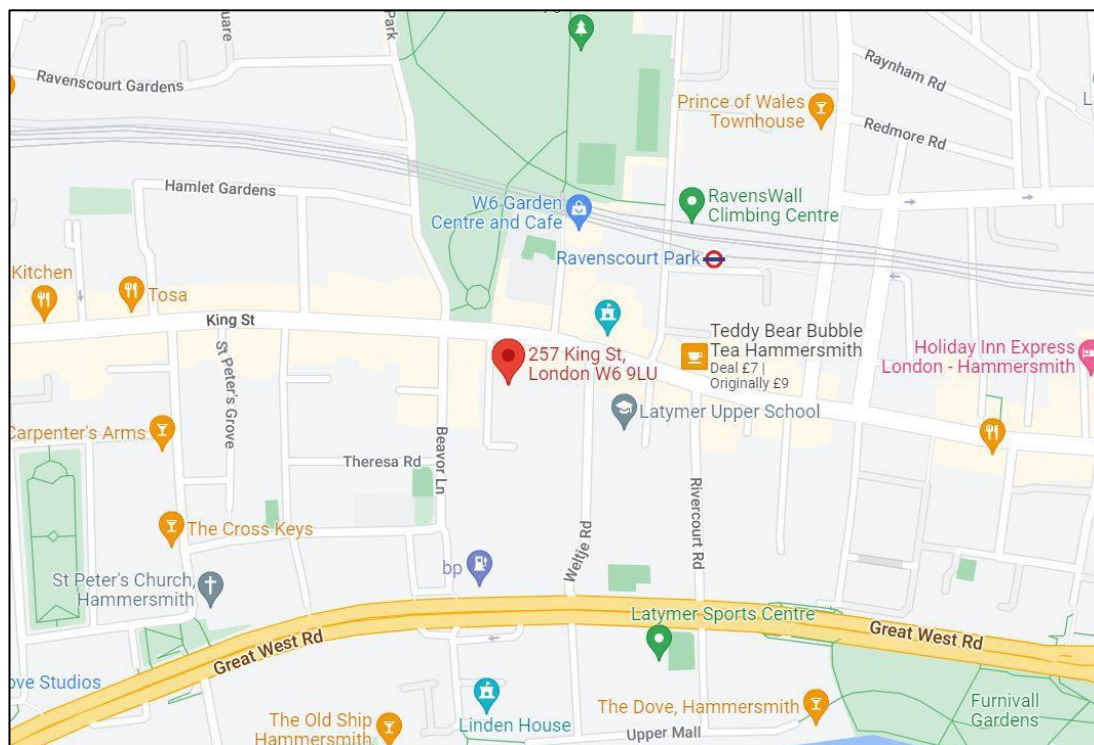 Park
Ravenscourt Gardens
Raynham Rd
Prince of Wales
Townhouse
Redmore Rd
Hamlet Gardens
W6 Garden
Centre and Cafe
RavensWall
Climbing Centre
Ravenscourt Park
Kitchen
Tosa
King St
St Peter's Grove
257 King St,
London W6 9LU
Teddy Bear Bubble
Tea Hammersmith
Deal £7 |
Originally £9
Holiday Inn Express
London - Hammersmith
Latymer Upper School
Carpenter's Arms
Beavor Ln
Theresa Rd
Rivercourt Rd
The Cross Keys
Weltje Rd
bp
St Peter's Church,
Hammersmith
Latymer Sports Centre
Great West Rd
Great West Rd
ove Studios
Linden House
The Dove, Hammersmith
Furnivall
Gardens
The Old Ship
Hammersmith
Upper Mall